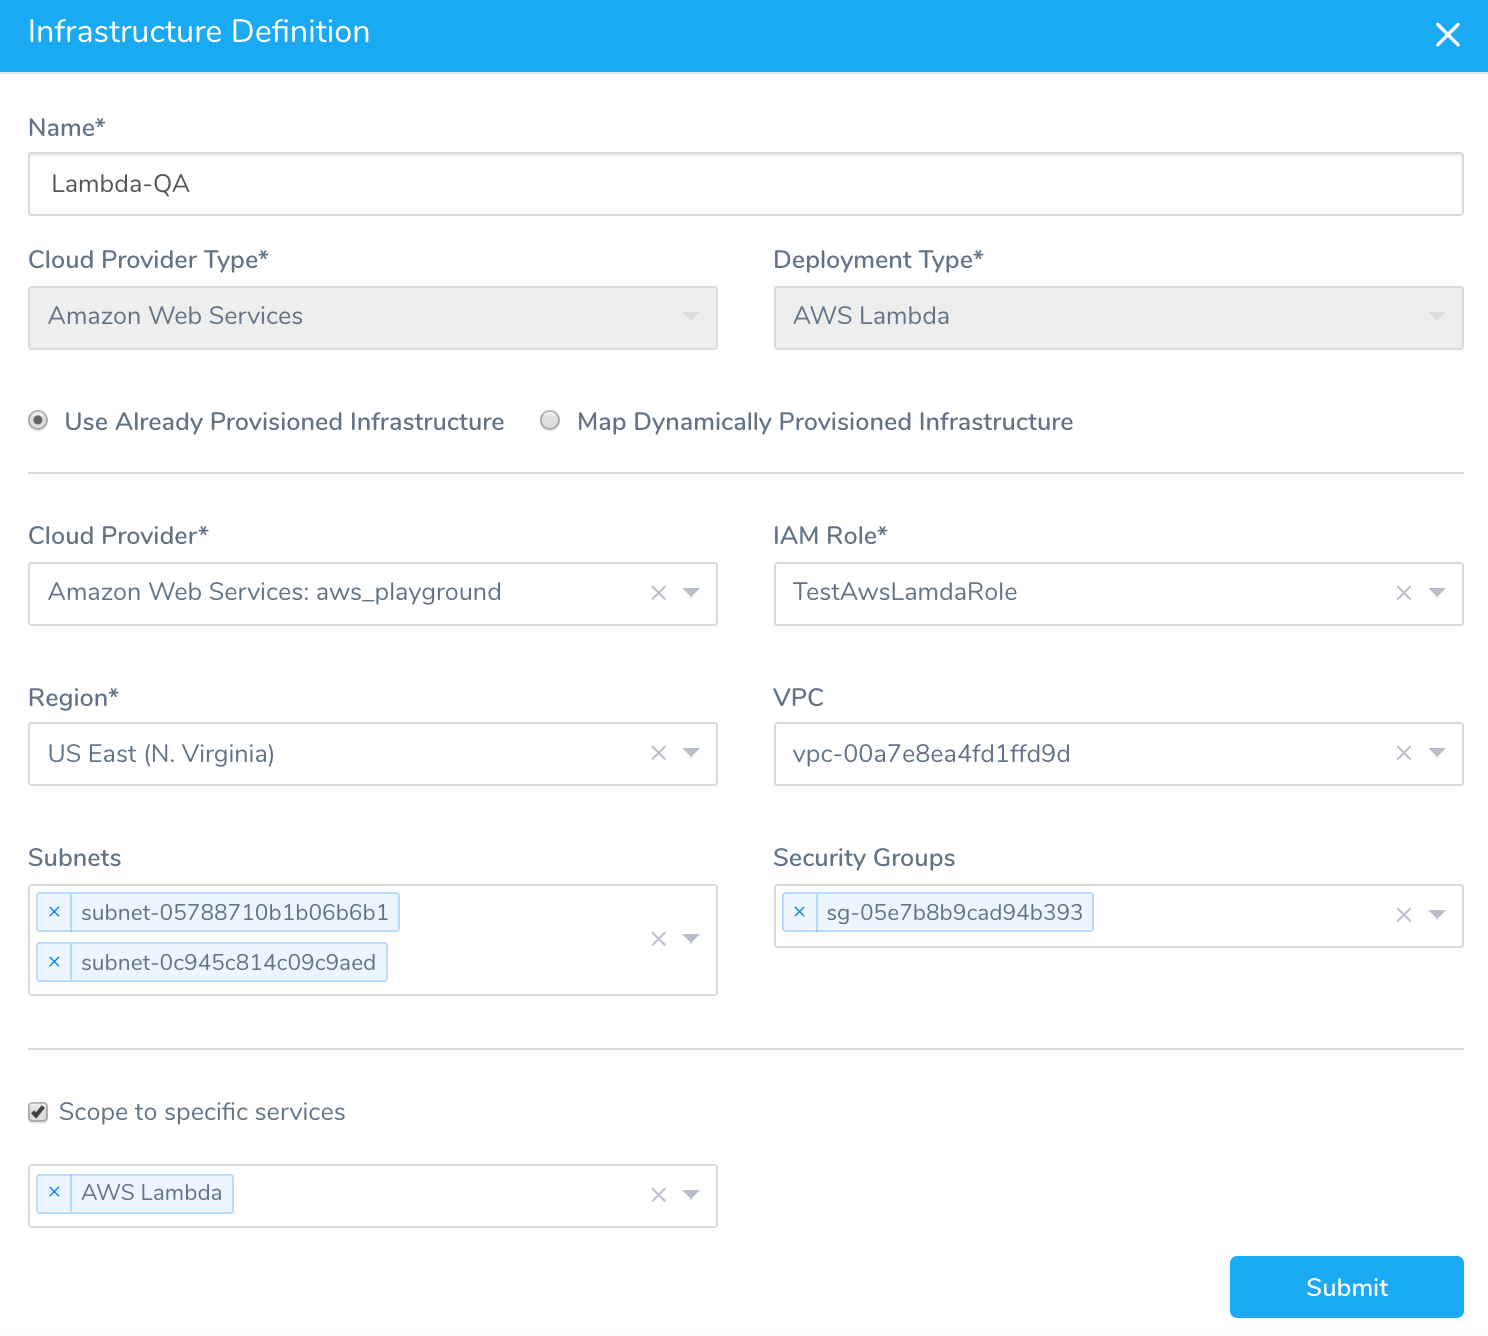 Infrastructure Definition
Name*
Lambda-QA
Cloud Provider Type*
Deployment Type*
Amazon Web Services
AWS Lambda
Use Already Provisioned Infrastructure
Map Dynamically Provisioned Infrastructure
Cloud Provider*
IAM Role*
Amazon Web Services: aws_playground
TestAwsLamdaRole
Region*
VPC
US East (N. Virginia)
vpc-00a7e8ea4fd1ffd9d
Subnets
Security Groups
× subnet-05788710b1b06b6b1
× sg-05e7b8b9cad94b393
× subnet-0c945c814c09c9aed
Scope to specific services
× AWS Lambda
Submit